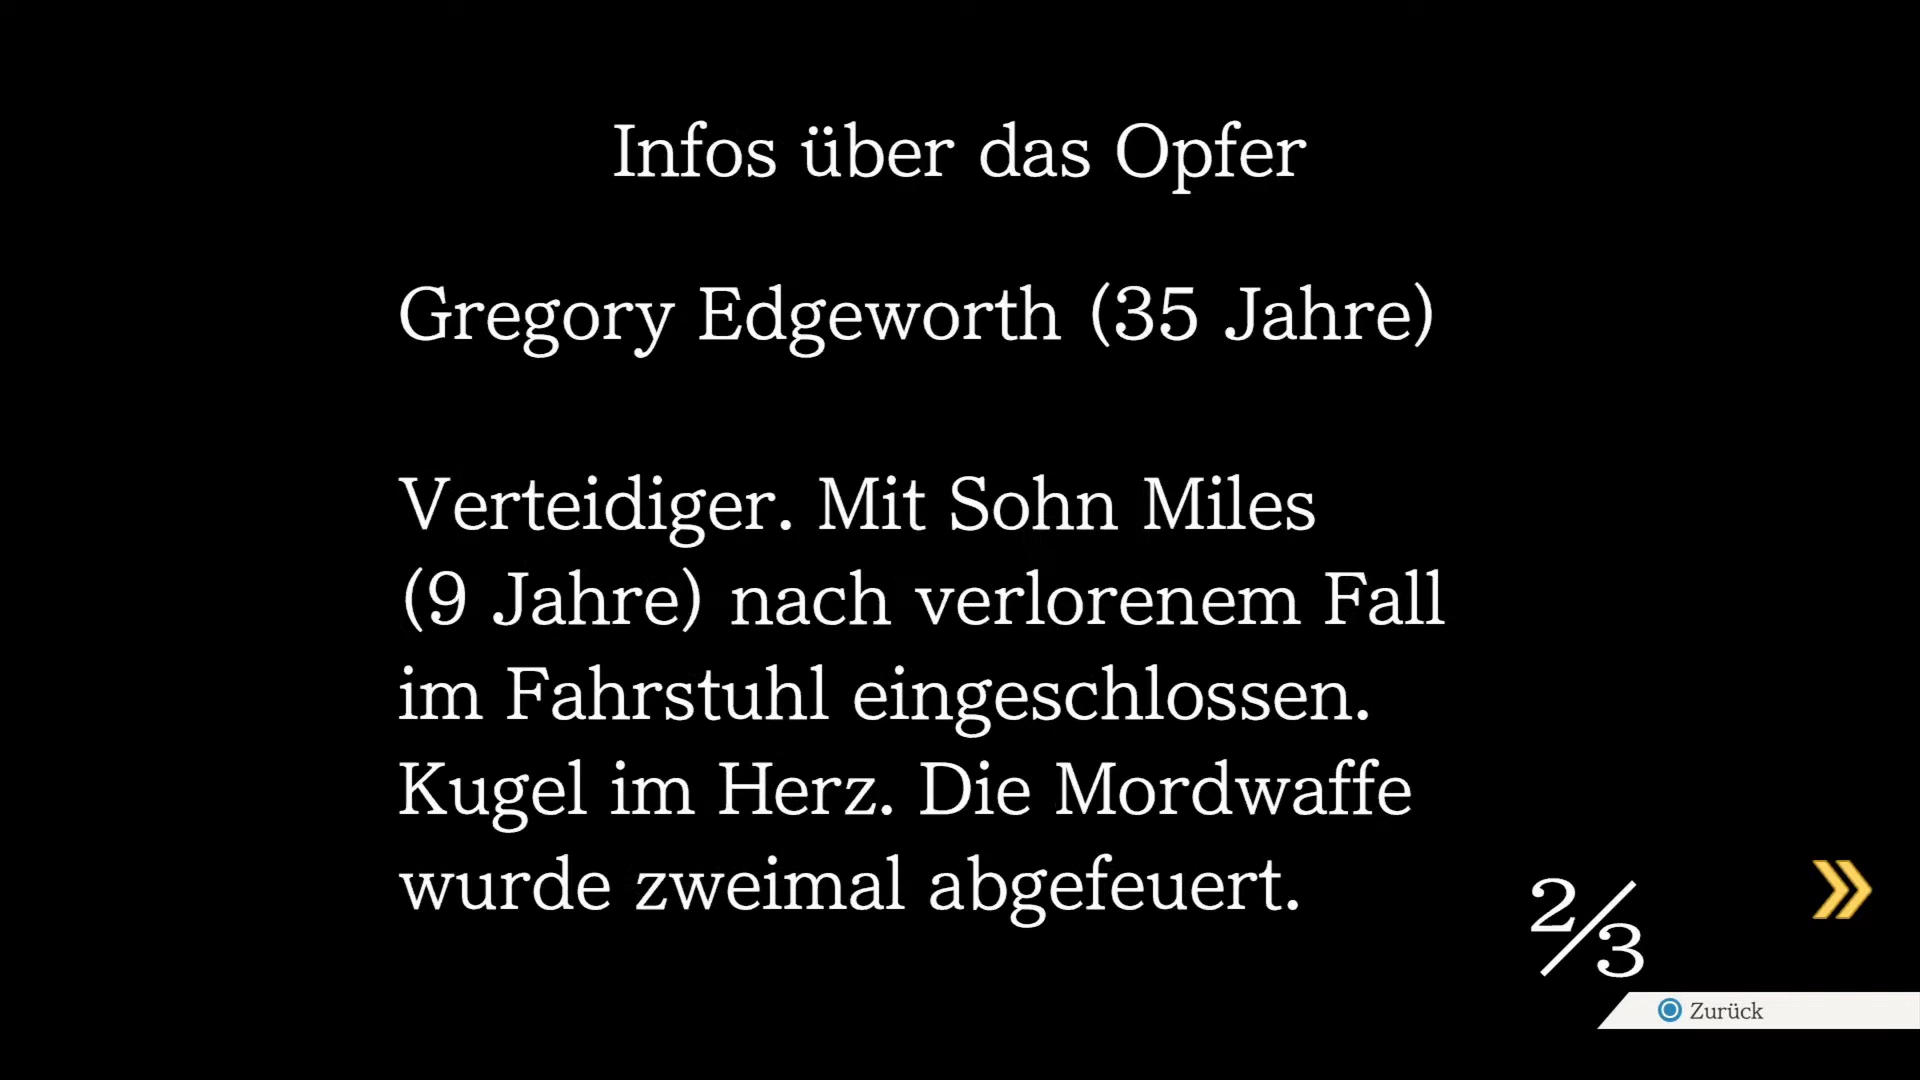 Infos über das Opfer
Gregory Edgeworth (35 Jahre)
Verteidiger. Mit Sohn Miles
(9 Jahre) nach verlorenem Fall
im Fahrstuhl eingeschlossen.
Kugel im Herz. Die Mordwaffe
wurde zweimal abgefeuert.
2/3
Zurück